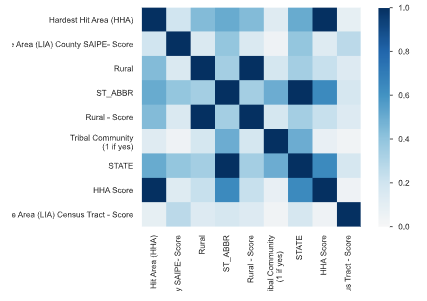 Hardest Hit Area (HHA)
Area (LIA) County SAIPE- Score
Rural
ST_ABBR
Rural - Score
Tribal Community
(1 if yes)
STATE
HHA Score
e Area (LIA) Census Tract - Score
1.0
0.8
0.6
0.4
0.2
0.0
Hit Area (HHA)
y SAIPE- Score
Rural
ST_ABBR
Rural - Score
ibal Community
(1 if yes)
STATE
HHA Score
us Tract - Score